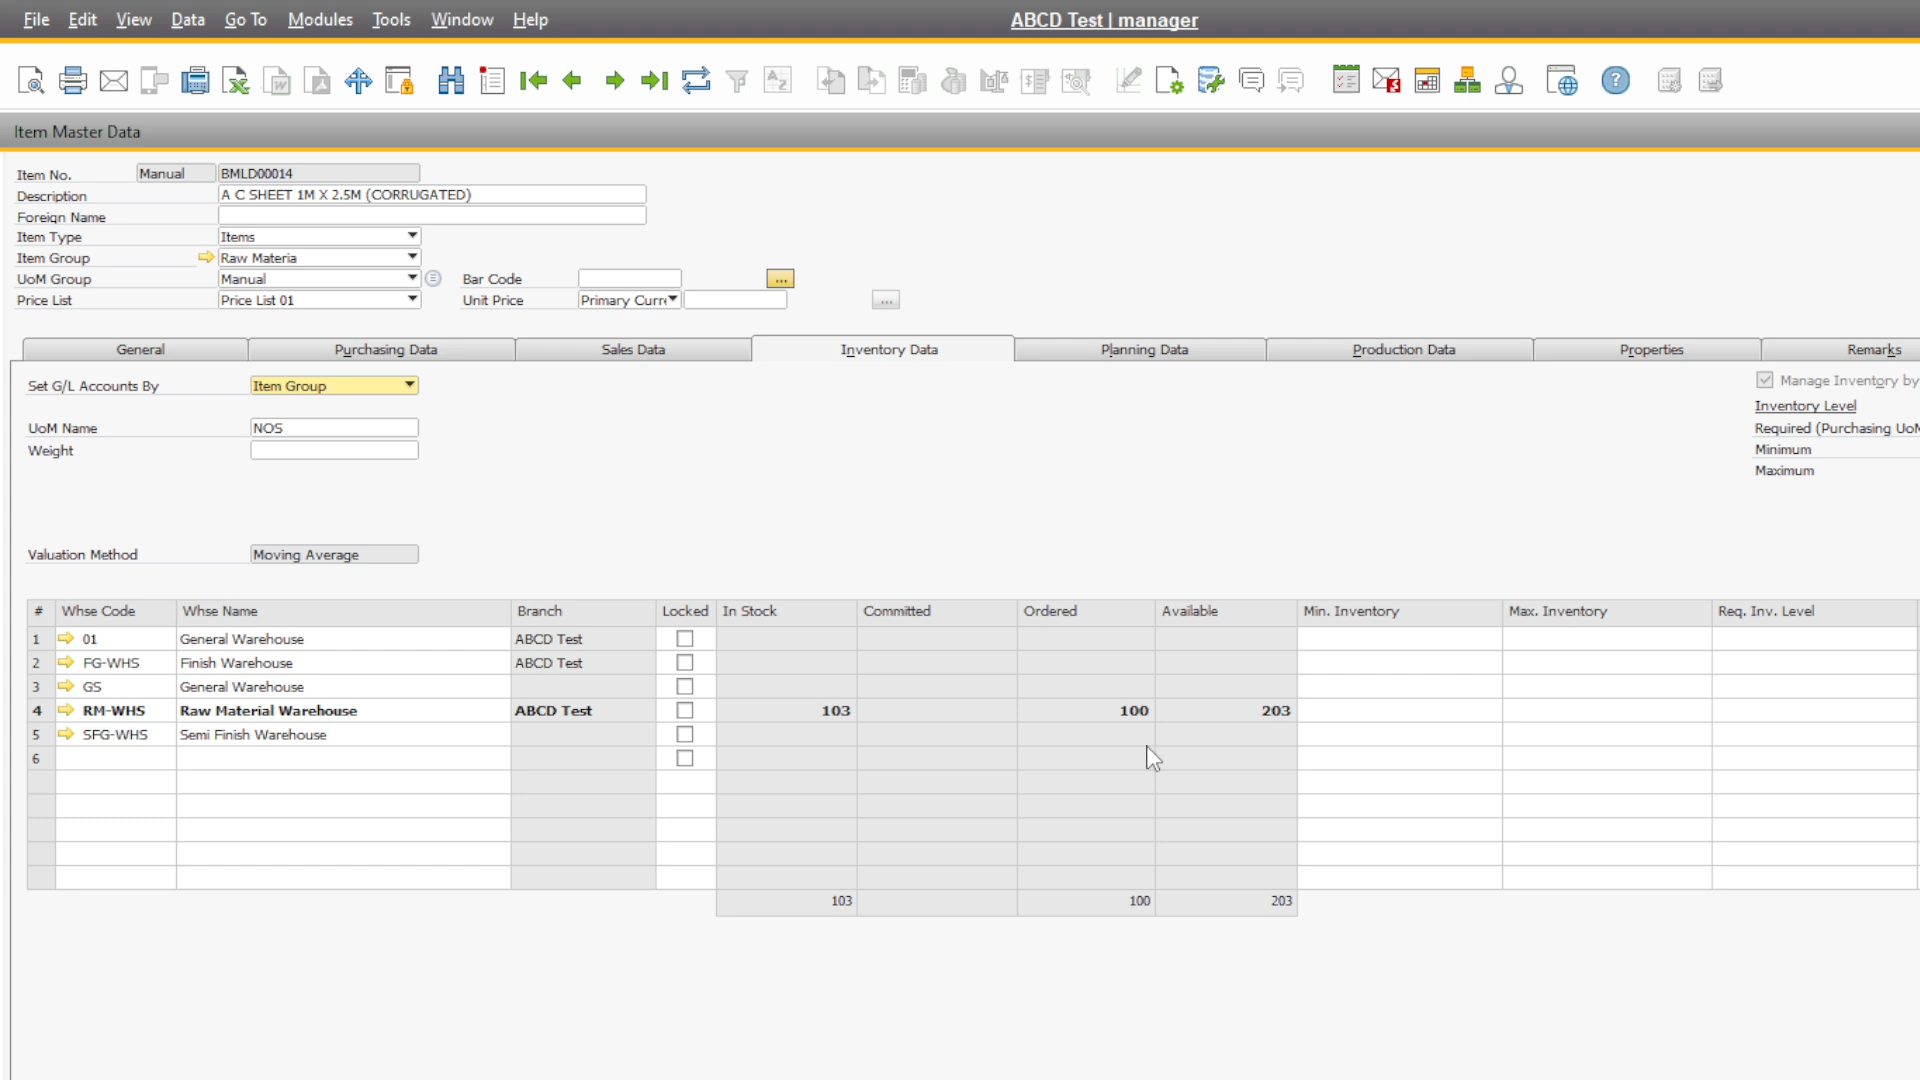 File Edit View Data Go To Modules Tools Window Help ABCD Test | manager
Item Master Data
Item No. Manual BMLD00014
Description A C SHEET 1M X 2.5M (CORRUGATED)
Foreign Name
Item Type Items
Item Group Raw Materia
UoM Group Manual Bar Code ...
Price List Price List 01 Unit Price Primary Curre ...
General Purchasing Data Sales Data Inventory Data Planning Data Production Data Properties Remarks
Set G/L Accounts By Item Group Manage Inventory by
Inventory Level
UoM Name NOS Required (Purchasing UoM
Weight Minimum
Maximum
Valuation Method Moving Average
# Whse Code Whse Name Branch Locked In Stock Committed Ordered Available Min. Inventory Max. Inventory Req. Inv. Level
1 01 General Warehouse ABCD Test
2 FG-WHS Finish Warehouse ABCD Test
3 GS General Warehouse
4 RM-WHS Raw Material Warehouse ABCD Test 103 100 203
5 SFG-WHS Semi Finish Warehouse
6
103 100 203